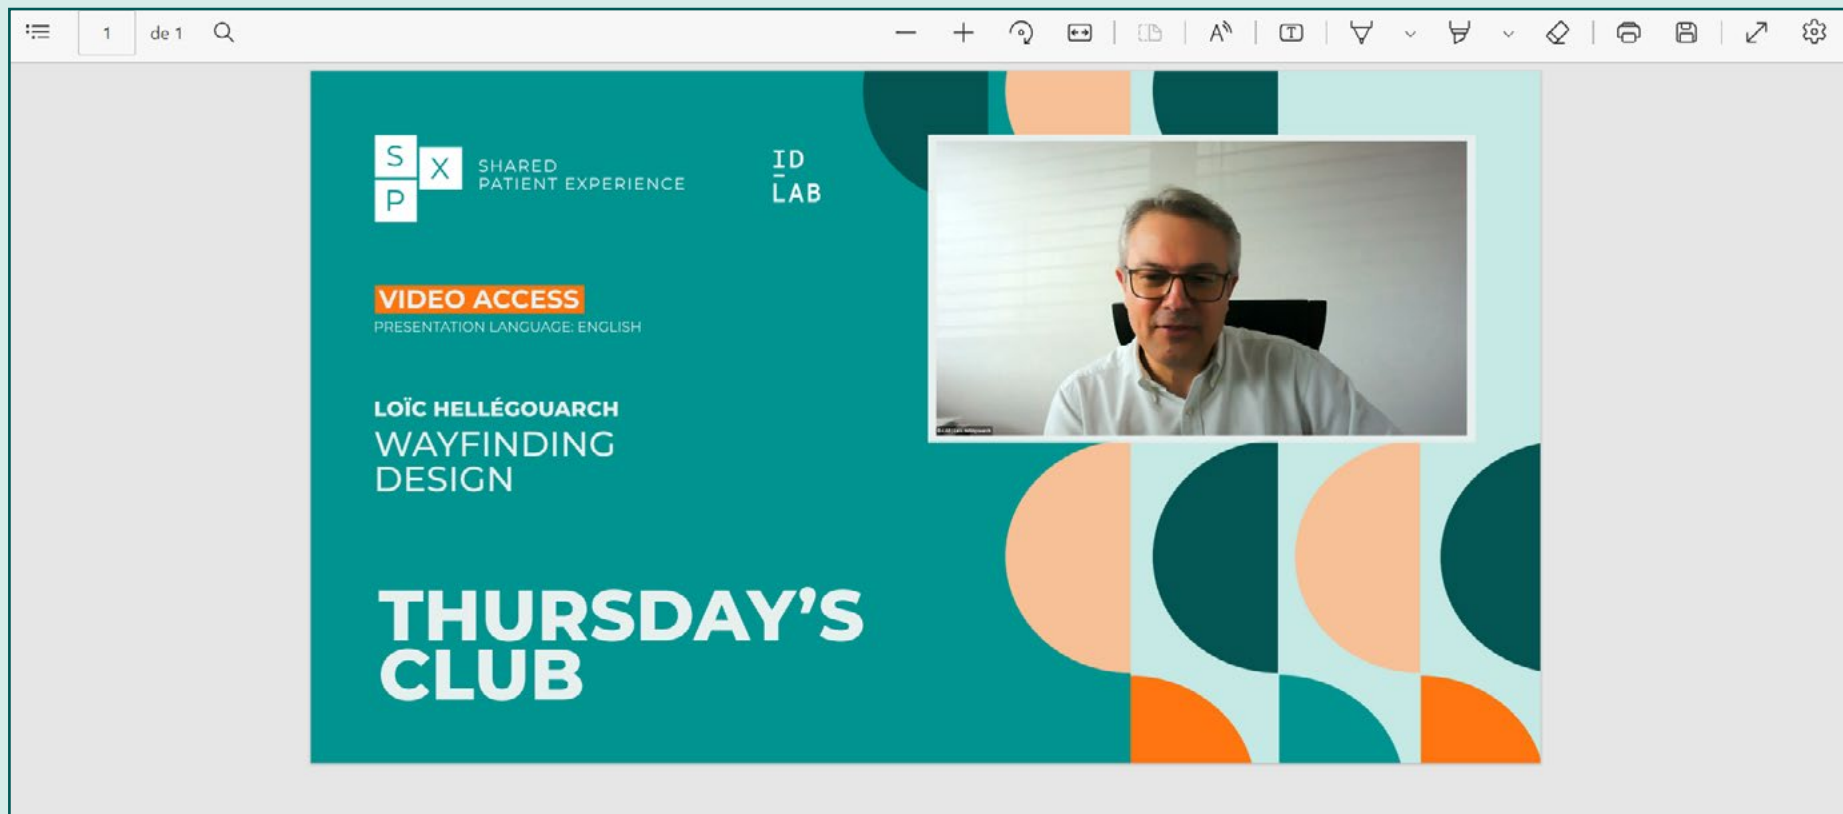 1 de 1
S
X
P
SHARED
PATIENT EXPERIENCE
ID
LAB
VIDEO ACCESS
PRESENTATION LANGUAGE: ENGLISH
LOÏC HELLÉGOUARCH
WAYFINDING
DESIGN
THURSDAY'S
CLUB